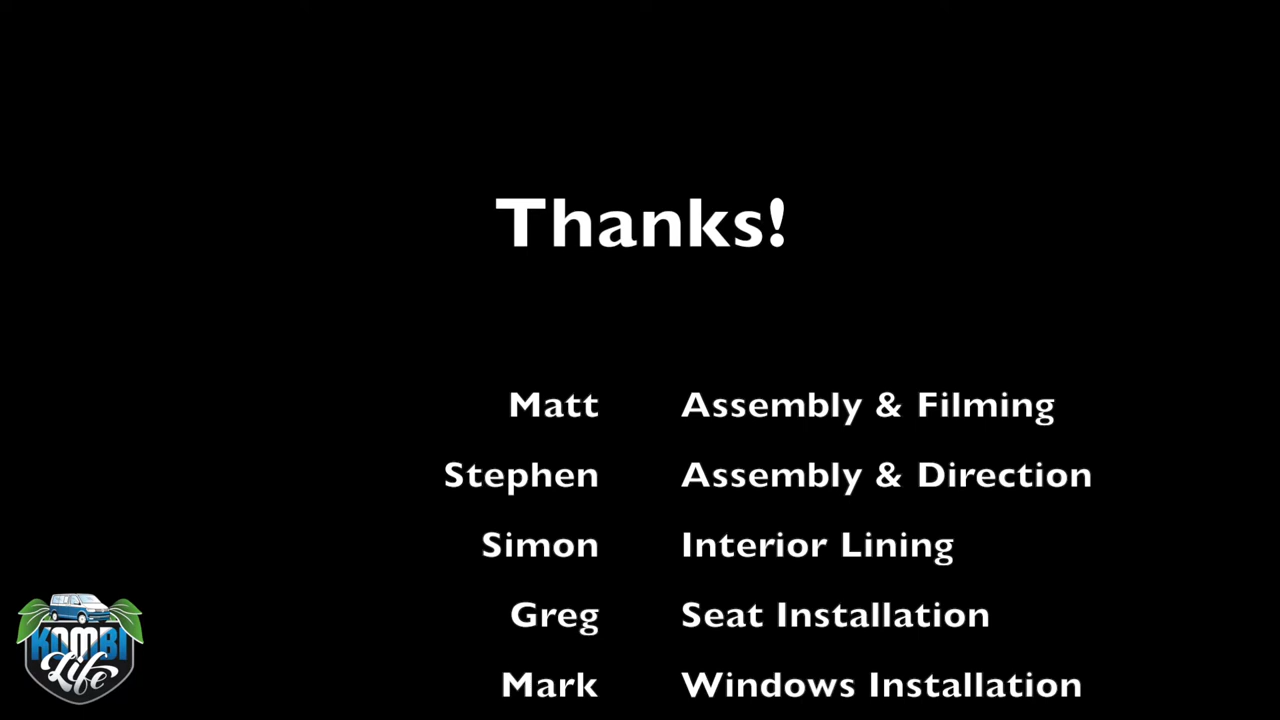 Thanks!
Matt Assembly & Filming
Stephen Assembly & Direction
Simon Interior Lining
Greg Seat Installation
Mark Windows Installation
KOMBI
Life